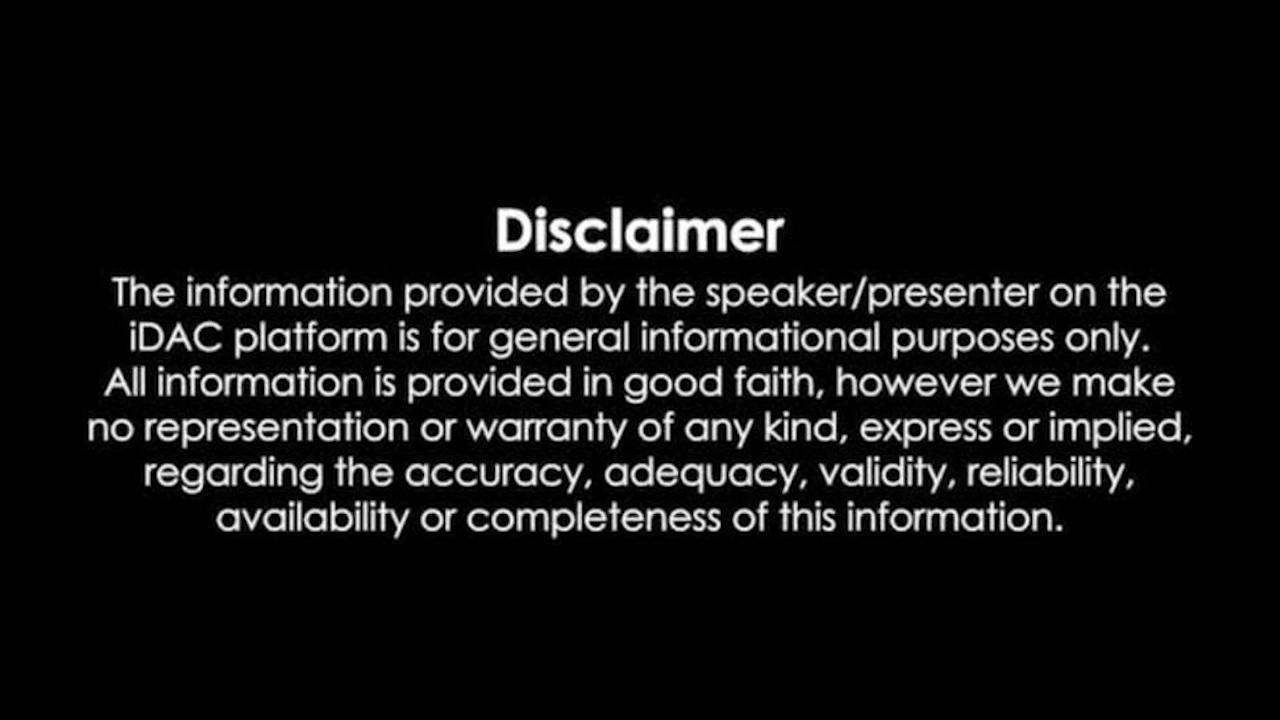 Disclaimer
The information provided by the speaker/presenter on the
iDAC platform is for general informational purposes only.
All information is provided in good faith, however we make
no representation or warranty of any kind, express or implied,
regarding the accuracy, adequacy, validity, reliability,
availability or completeness of this information.